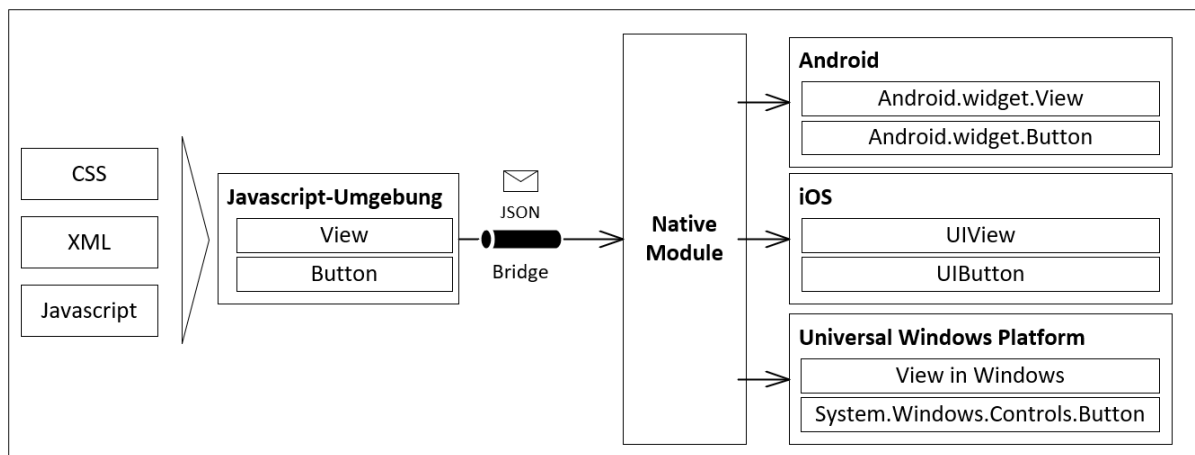 CSS
XML
Javascript
Javascript-Umgebung
View
Button
JSON
Bridge
Native
Module
Android
Android.widget.View
Android.widget.Button
iOS
UIView
UIButton
Universal Windows Platform
View in Windows
System.Windows.Controls.Button